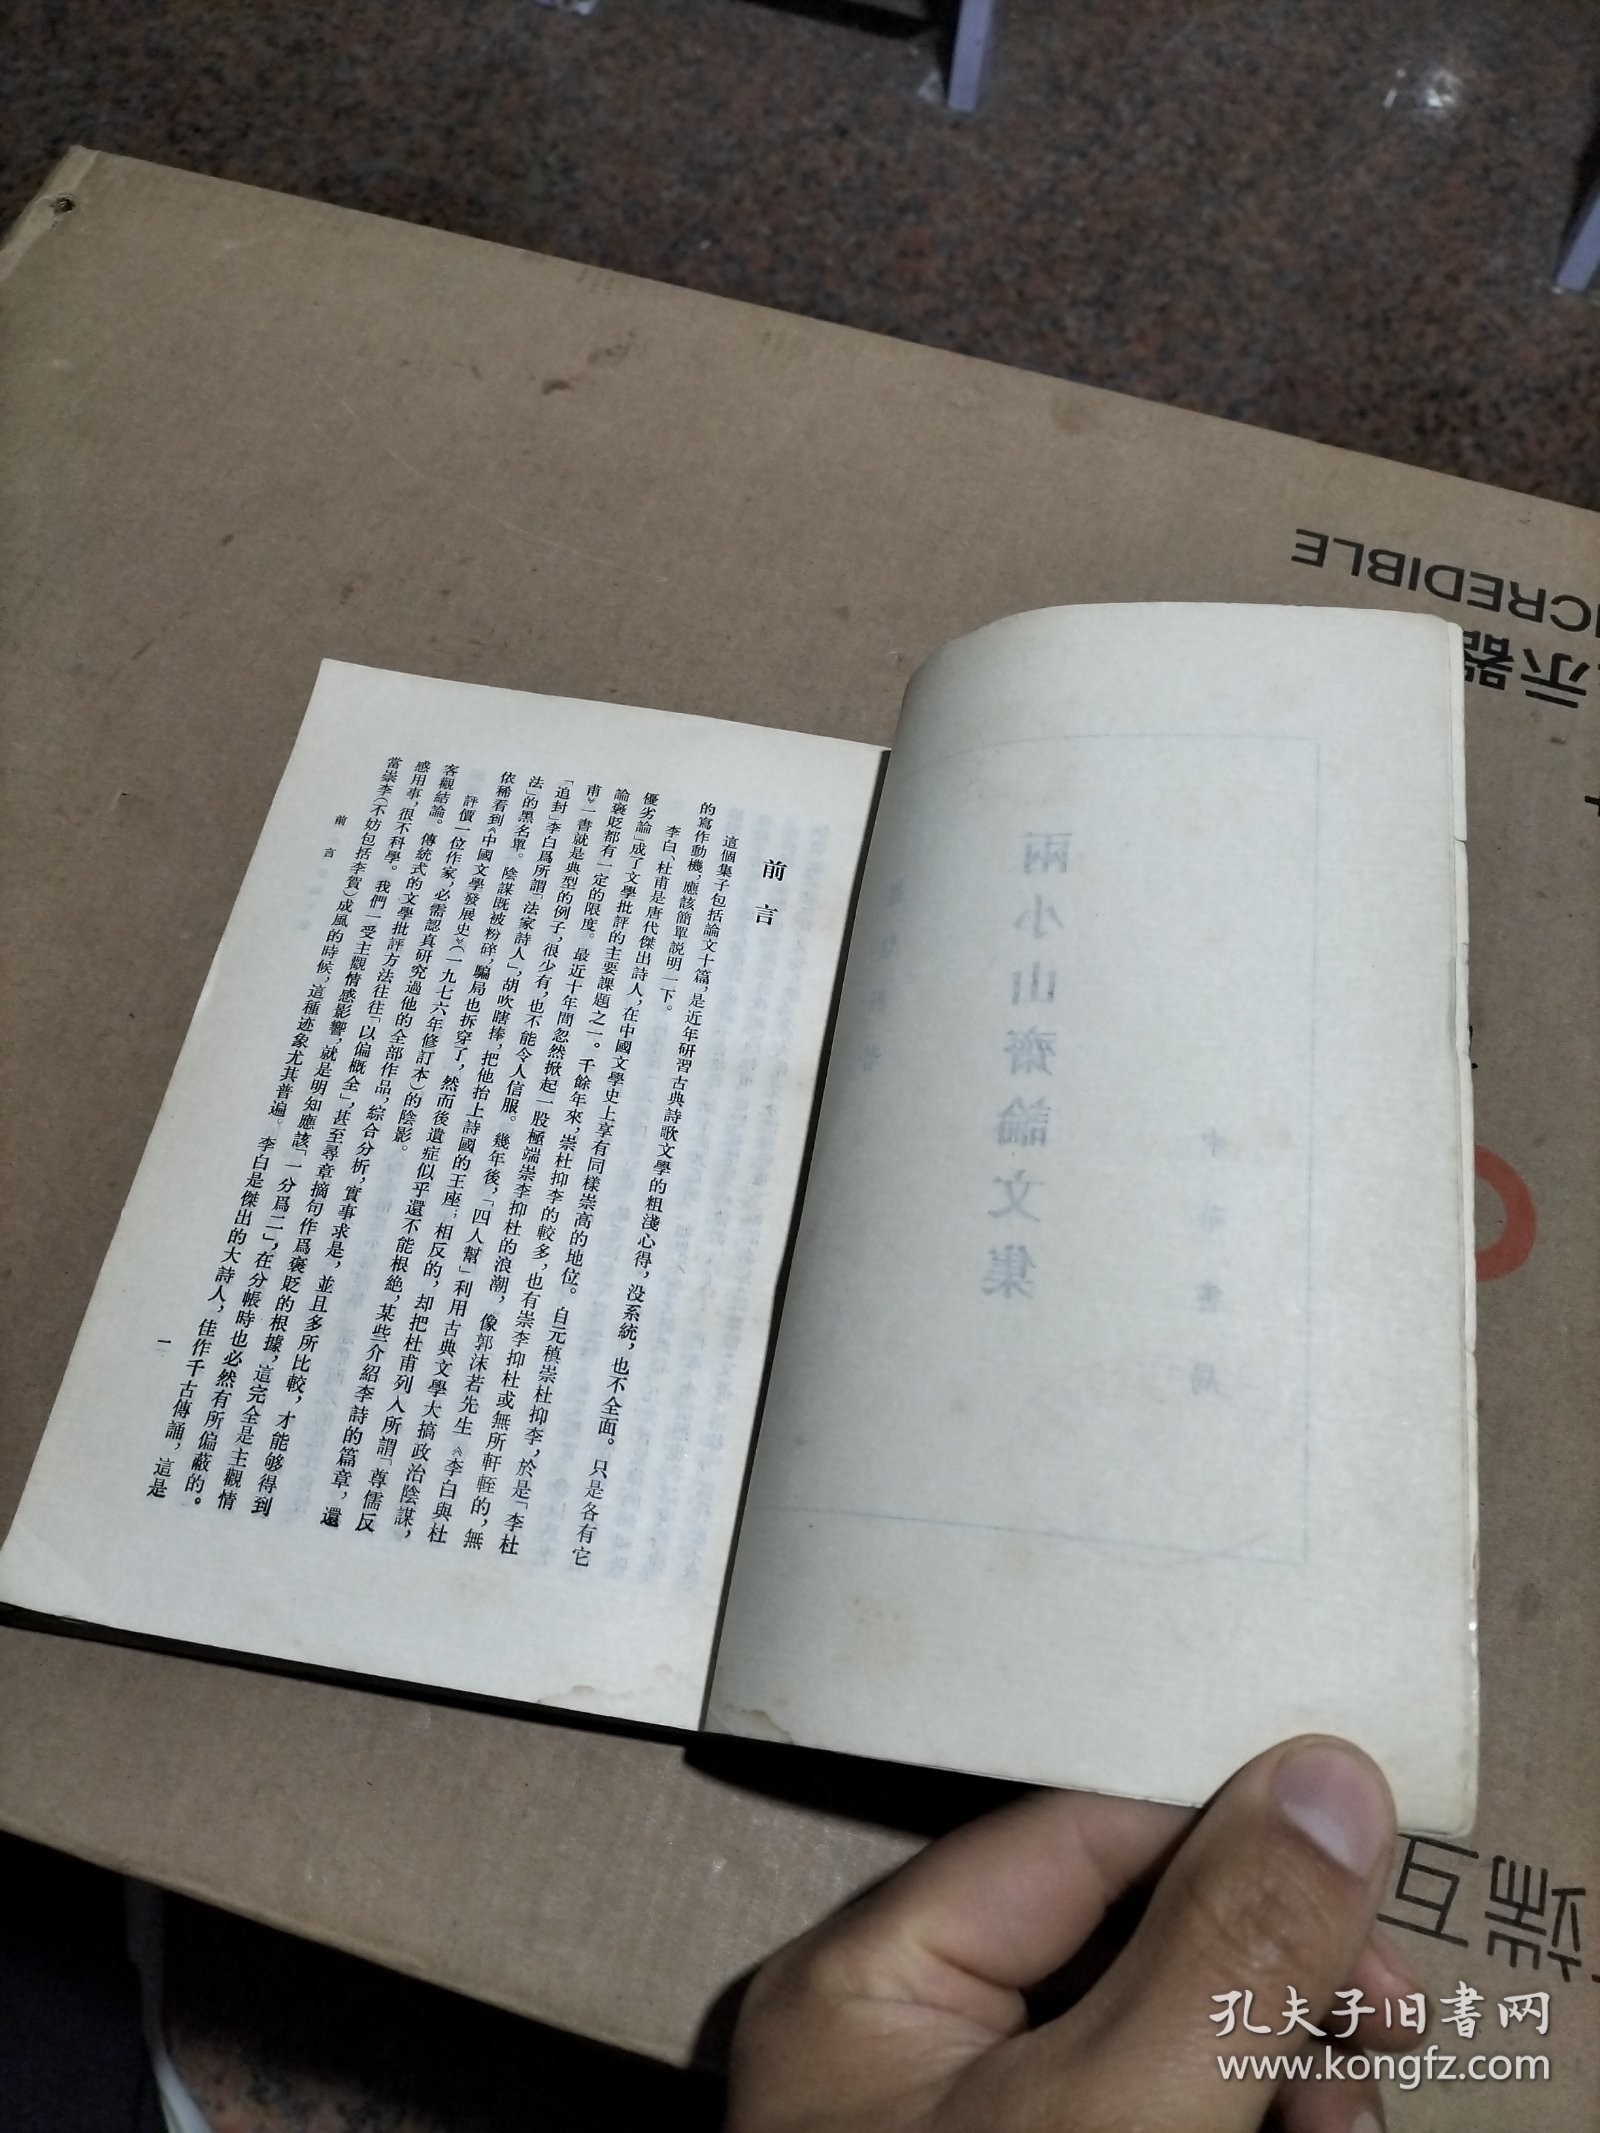 前言
這個集子包括論文十篇，是近年研習古典詩歌文學的粗淺心得，没系統，也不全面。只是各有它
的寫作動機，應該簡單説明一下。
李白、杜甫是唐代傑出詩人，在中國文學史上享有同樣崇高的地位。自元稹崇杜抑李，於是「李杜
優劣論」成了文學批評的主要課題之一。千餘年來，崇杜抑李的較多，也有崇李抑杜或無所軒輊的，無
論褒貶都有一定的限度。最近十年間忽然掀起一股極端崇李抑杜的浪潮，像郭沫若先生《李白與杜
甫》一書就是典型的例子，很少有，也不能令人信服。幾年後，「四人幫」利用古典文學大搞政治陰謀，
「追封」李白爲所謂「法家詩人」，胡吹瞎捧，把他抬上詩國的王座；相反的，却把杜甫列入所謂「尊儒反
法」的黑名單。陰謀既被粉碎，騙局也拆穿了，然而後遺症似乎還不能根絶，某些介紹李詩的篇章，還
依稀看到《中國文學發展史》（一九七六年修訂本）的陰影。
評價一位作家，必需認真研究過他的全部作品，綜合分析，實事求是，並且多所比較，才能够得到
客觀結論。傳統式的文學批評方法往往「以偏概全」，甚至尋章摘句作爲褒貶的根據，這完全是主觀情
感用事，很不科學。我們一受主觀情感影響，就是明知應該「一分爲二」，在分帳時也必然有所偏蔽的。
當崇李（不妨包括李賀）成風的時候，這種迹象尤其普遍。李白是傑出的大詩人，佳作千古傳誦，這是
前言
一
兩小山齋論文集
中華書局
INCREDIBLE
示器
端互
孔夫子旧書网
www.kongfz.com